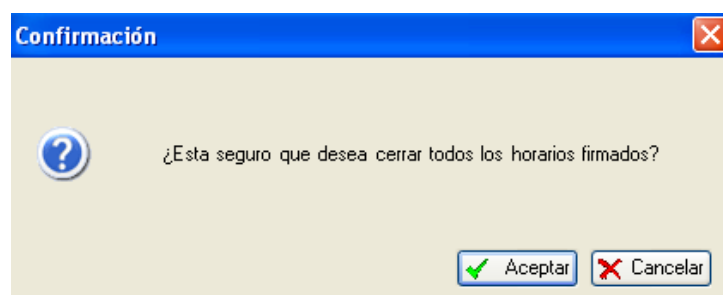 Confirmación
¿Esta seguro que desea cerrar todos los horarios firmados?
Aceptar Cancelar